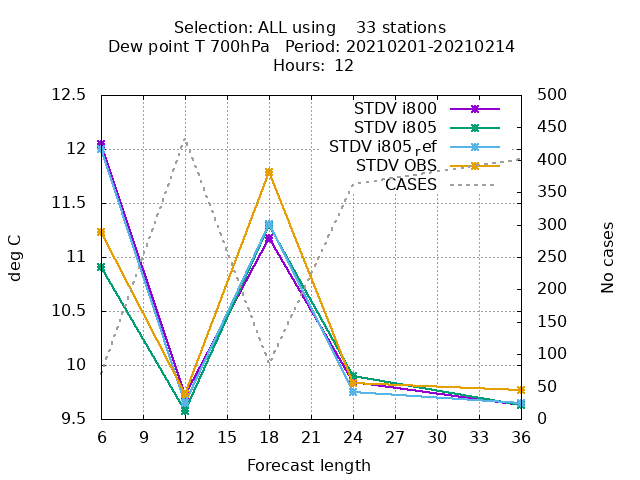 Selection: ALL using    33 stations
Dew point T 700hPa   Period: 20210201-20210214
Hours:  12
STDV i800
STDV i805
STDV i805ref
STDV OBS
CASES
12.5
12
11.5
11
10.5
10
9.5
deg C
500
450
400
350
300
250
200
150
100
50
0
No cases
6 9 12 15 18 21 24 27 30 33 36
Forecast length